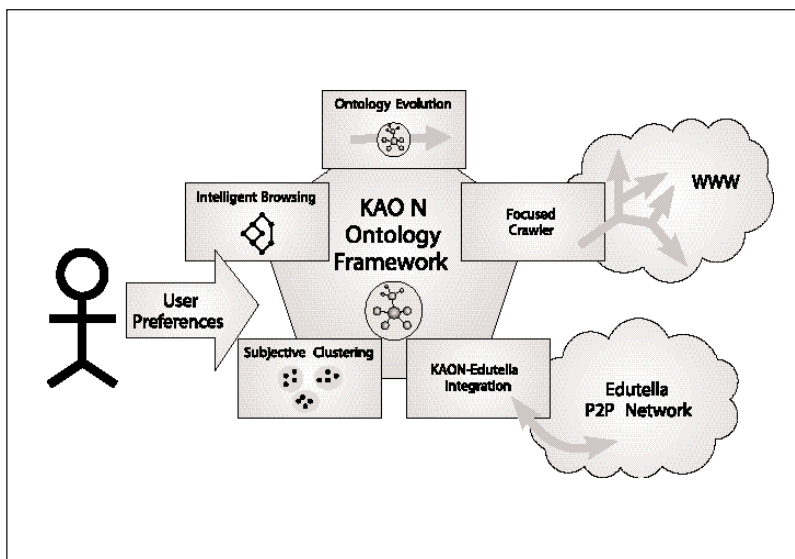 Ontology Evolution
Intelligent Browsing
KAO N
Ontology
Framework
Focused
Crawler
WWW
User
Preferences
Subjective Clustering
KAON-Edutella
Integration
Edutella
P2P Network